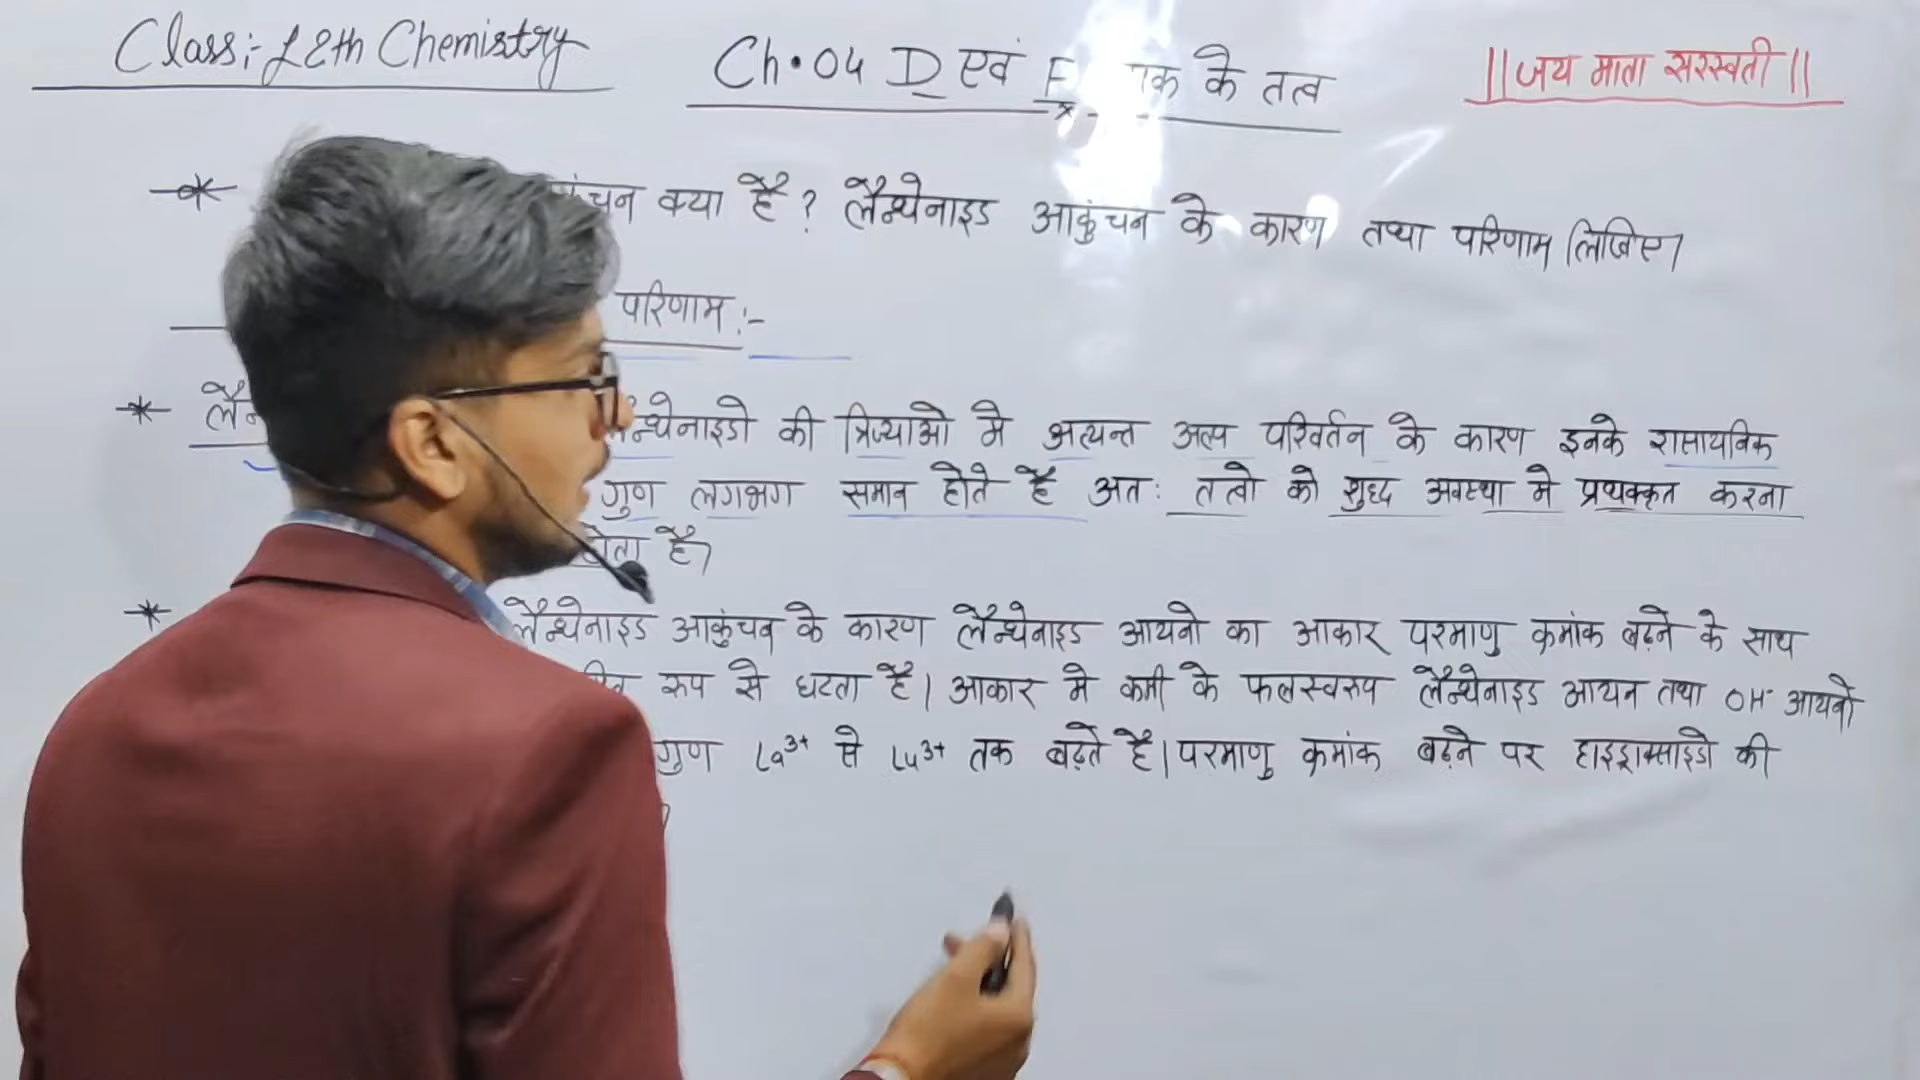 Class:- 12th Chemistry
Ch.04 D एवं F के तत्व
||जय माता सरस्वती||
क्या है? लैन्थेनाइड आकुंचन के कारण तथा परिणाम लिखिए।
परिणाम :-
की त्रिज्याओ मे अत्यन्त अल्प परिवर्तन के कारण इनके रासायनिक
गुण लगभग समान होते है अतः तत्वो को शुद्ध अवस्था मे प्रथक्कृत करना
है।
लैन्थेनाइड आकुंचन के कारण लैन्थेनाइड आयनो का आकार परमाणु क्रमांक बढ़ने के साथ
रूप से घटता है। आकार मे कमी के फलस्वरूप लैन्थेनाइड आयन तथा OH⁻ आयनो
गुण La³⁺ से Lu³⁺ तक बढ़ते है। परमाणु क्रमांक बढ़ने पर हाइड्राक्साइडो की